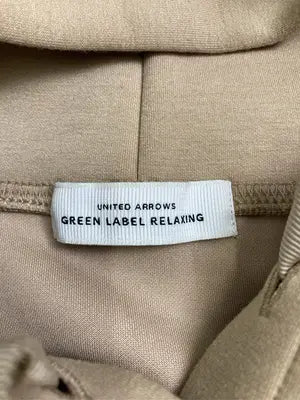 UNITED ARROWS
GREEN LABEL RELAXING